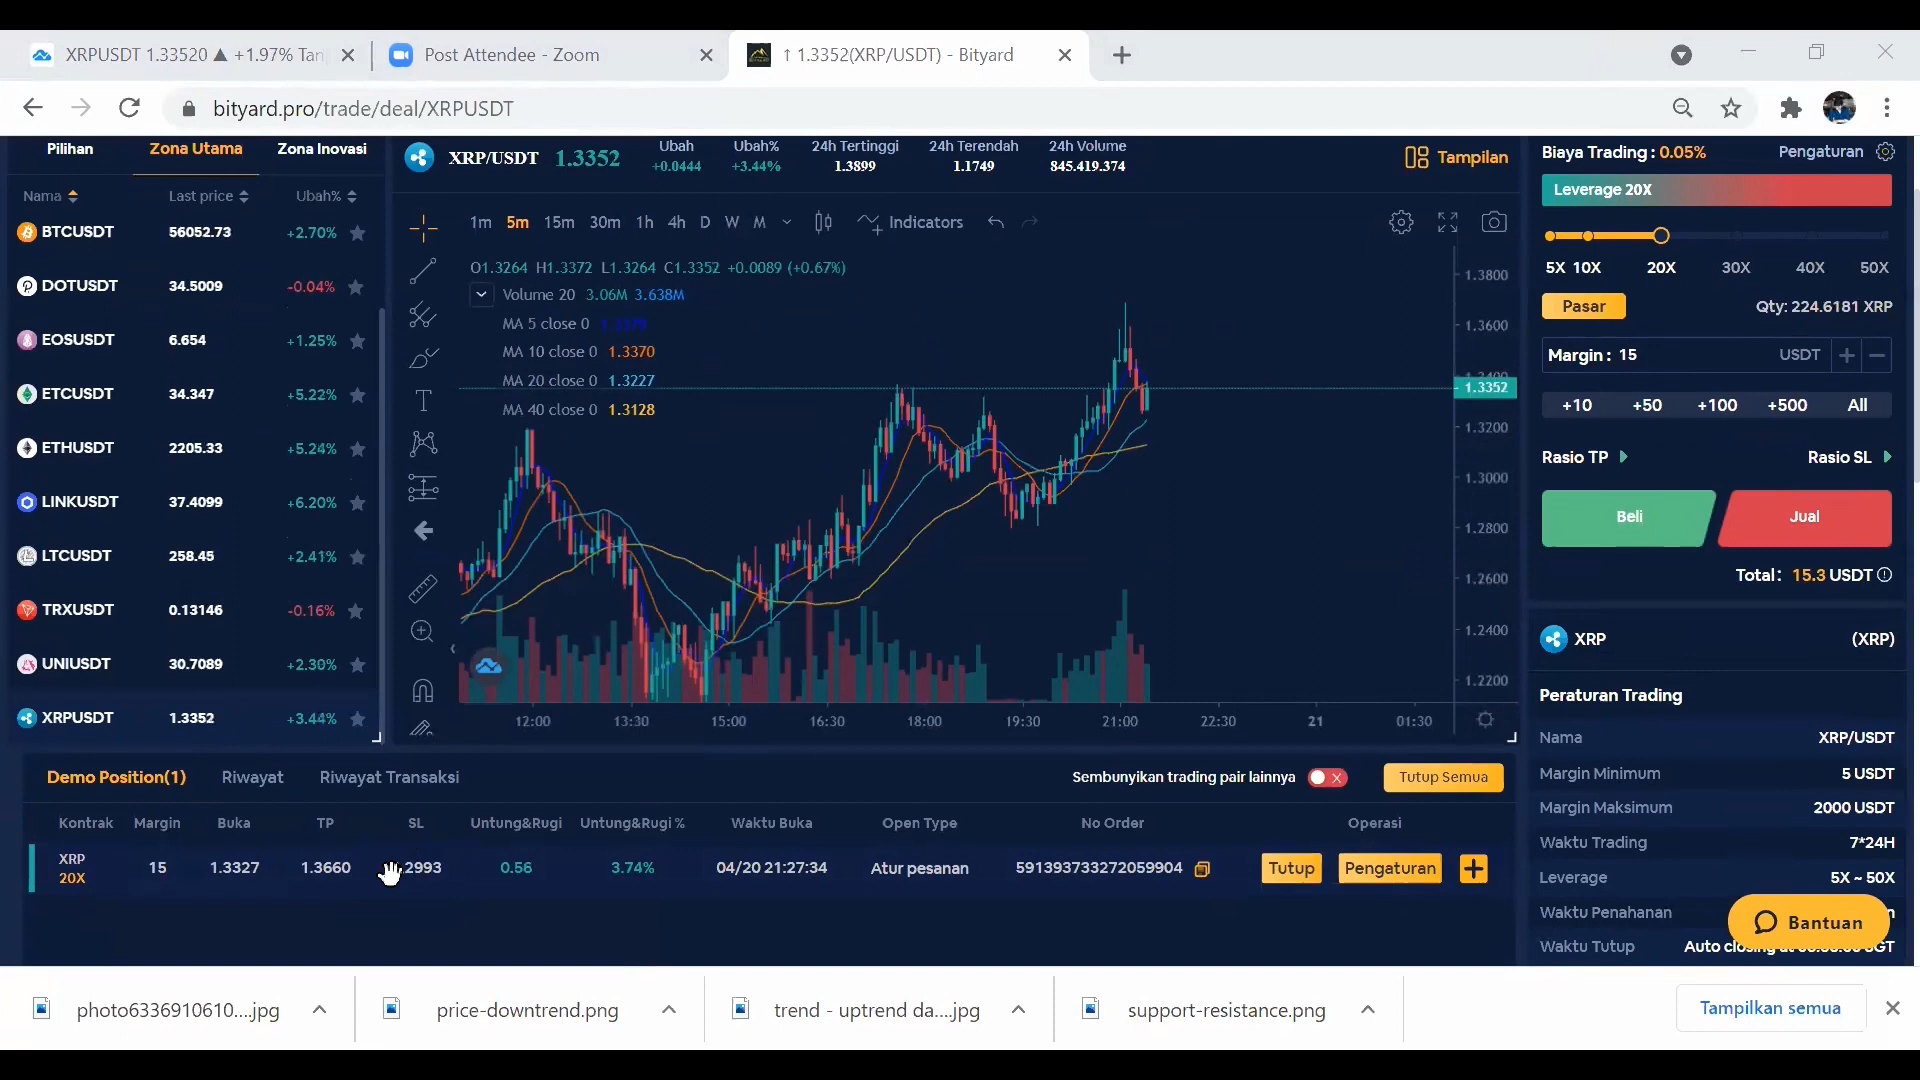 XRPUSDT 1.33520 ▲ +1.97% Tan
Post Attendee - Zoom
↑ 1.3352(XRP/USDT) - Bityard
bityard.pro/trade/deal/XRPUSDT
Pilihan Zona Utama Zona Inovasi
Nama Last price Ubah%
BTCUSDT 56052.73 +2.70%
DOTUSDT 34.5009 -0.04%
EOSUSDT 6.654 +1.25%
ETCUSDT 34.347 +5.22%
ETHUSDT 2205.33 +5.24%
LINKUSDT 37.4099 +6.20%
LTCUSDT 258.45 +2.41%
TRXUSDT 0.13146 -0.16%
UNIUSDT 30.7089 +2.30%
XRPUSDT 1.3352 +3.44%
XRP/USDT 1.3352
Ubah Ubah% 24h Tertinggi 24h Terendah 24h Volume
+0.0444 +3.44% 1.3899 1.1749 845.419.374
Tampilan
1m 5m 15m 30m 1h 4h D W M Indicators
O1.3264 H1.3372 L1.3264 C1.3352 +0.0089 (+0.67%)
Volume 20 3.06M 3.638M
MA 5 close 0
MA 10 close 0 1.3370
MA 20 close 0 1.3227
MA 40 close 0 1.3128
1.3800
1.3600
1.3400
1.3352
1.3200
1.3000
1.2800
1.2600
1.2400
1.2200
12:00 13:30 15:00 16:30 18:00 19:30 21:00 22:30 21 01:30
Biaya Trading : 0.05% Pengaturan
Leverage 20X
5X 10X 20X 30X 40X 50X
Pasar Qty: 224.6181 XRP
Margin : 15 USDT + −
+10 +50 +100 +500 All
Rasio TP Rasio SL
Beli Jual
Total : 15.3 USDT
XRP (XRP)
Peraturan Trading
Nama XRP/USDT
Margin Minimum 5 USDT
Margin Maksimum 2000 USDT
Waktu Trading 7*24H
Leverage 5X ~ 50X
Waktu Penahanan
Bantuan
Waktu Tutup Auto
Demo Position(1) Riwayat Riwayat Transaksi
Sembunyikan trading pair lainnya Tutup Semua
Kontrak Margin Buka TP SL Untung&Rugi Untung&Rugi % Waktu Buka Open Type No Order Operasi
XRP 15 1.3327 1.3660 .2993 0.56 3.74% 04/20 21:27:34 Atur pesanan 591393733272059904 Tutup Pengaturan +
20X
photo6336910610....jpg
price-downtrend.png
trend - uptrend da....jpg
support-resistance.png
Tampilkan semua